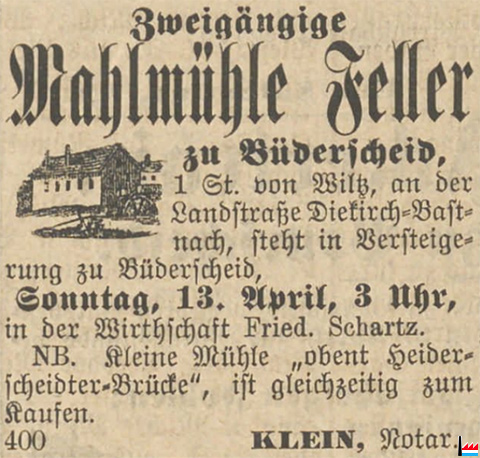 Zweigängige
Mahlmühle Feller
zu Büderscheid,
1 St. von Wiltz, an der
Landstraße Diekirch-Bast-
nach, steht in Versteige-
rung zu Büderscheid,
Sonntag, 13. April, 3 Uhr,
in der Wirthschaft Fried. Schartz.
NB. Kleine Mühle „obent Heider-
scheidter-Brücke“, ist gleichzeitig zum
Kaufen.
400 KLEIN, Notar.